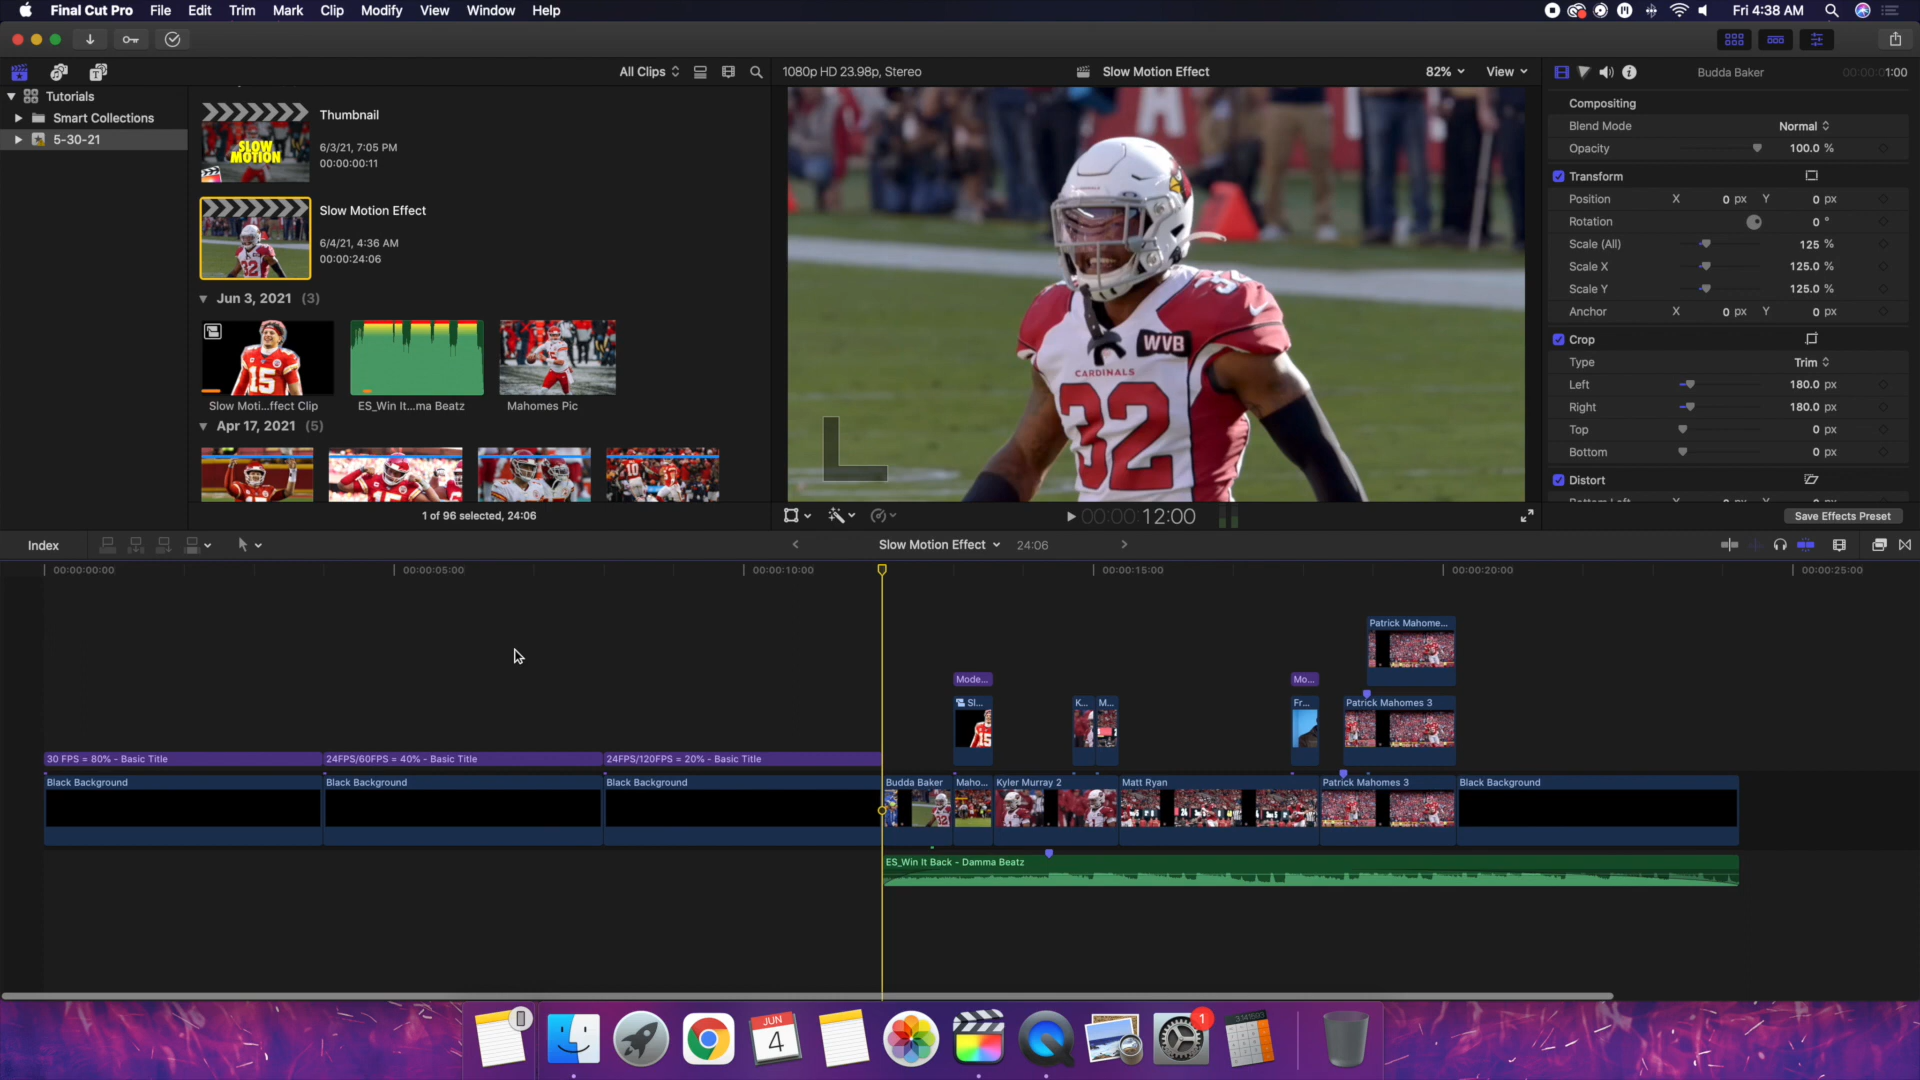 Final Cut Pro File Edit Trim Mark Clip Modify View Window Help
Fri 4:38 AM
All Clips
1080p HD 23.98p, Stereo
Slow Motion Effect
82%
View
Budda Baker
00:00:01:00
Tutorials
Smart Collections
5-30-21
Thumbnail
6/3/21, 7:05 PM
00:00:00:11
SLOW
MOTION
Slow Motion Effect
6/4/21, 4:36 AM
00:00:24:06
Jun 3, 2021 (3)
Slow Moti...ffect Clip
ES_Win It...ma Beatz
Mahomes Pic
Apr 17, 2021 (5)
1 of 96 selected, 24:06
WVB
CARDINALS
32
00:00:12:00
Compositing
Blend Mode Normal
Opacity 100.0 %
Transform
Position X 0 px Y 0 px
Rotation 0 °
Scale (All) 125 %
Scale X 125.0 %
Scale Y 125.0 %
Anchor X 0 px Y 0 px
Crop
Type Trim
Left 180.0 px
Right 180.0 px
Top 0 px
Bottom 0 px
Distort
Save Effects Preset
Index
Slow Motion Effect 24:06
00:00:00:00 00:00:05:00 00:00:10:00 00:00:15:00 00:00:20:00 00:00:25:00
Patrick Mahome...
Mode... Mo...
Sl... K... M... Fr... Patrick Mahomes 3
30 FPS = 80% - Basic Title 24FPS/60FPS = 40% - Basic Title 24FPS/120FPS = 20% - Basic Title
Black Background Black Background Black Background Budda Baker Maho... Kyler Murray 2 Matt Ryan Patrick Mahomes 3 Black Background
ES_Win It Back - Damma Beatz
JUN
4
1